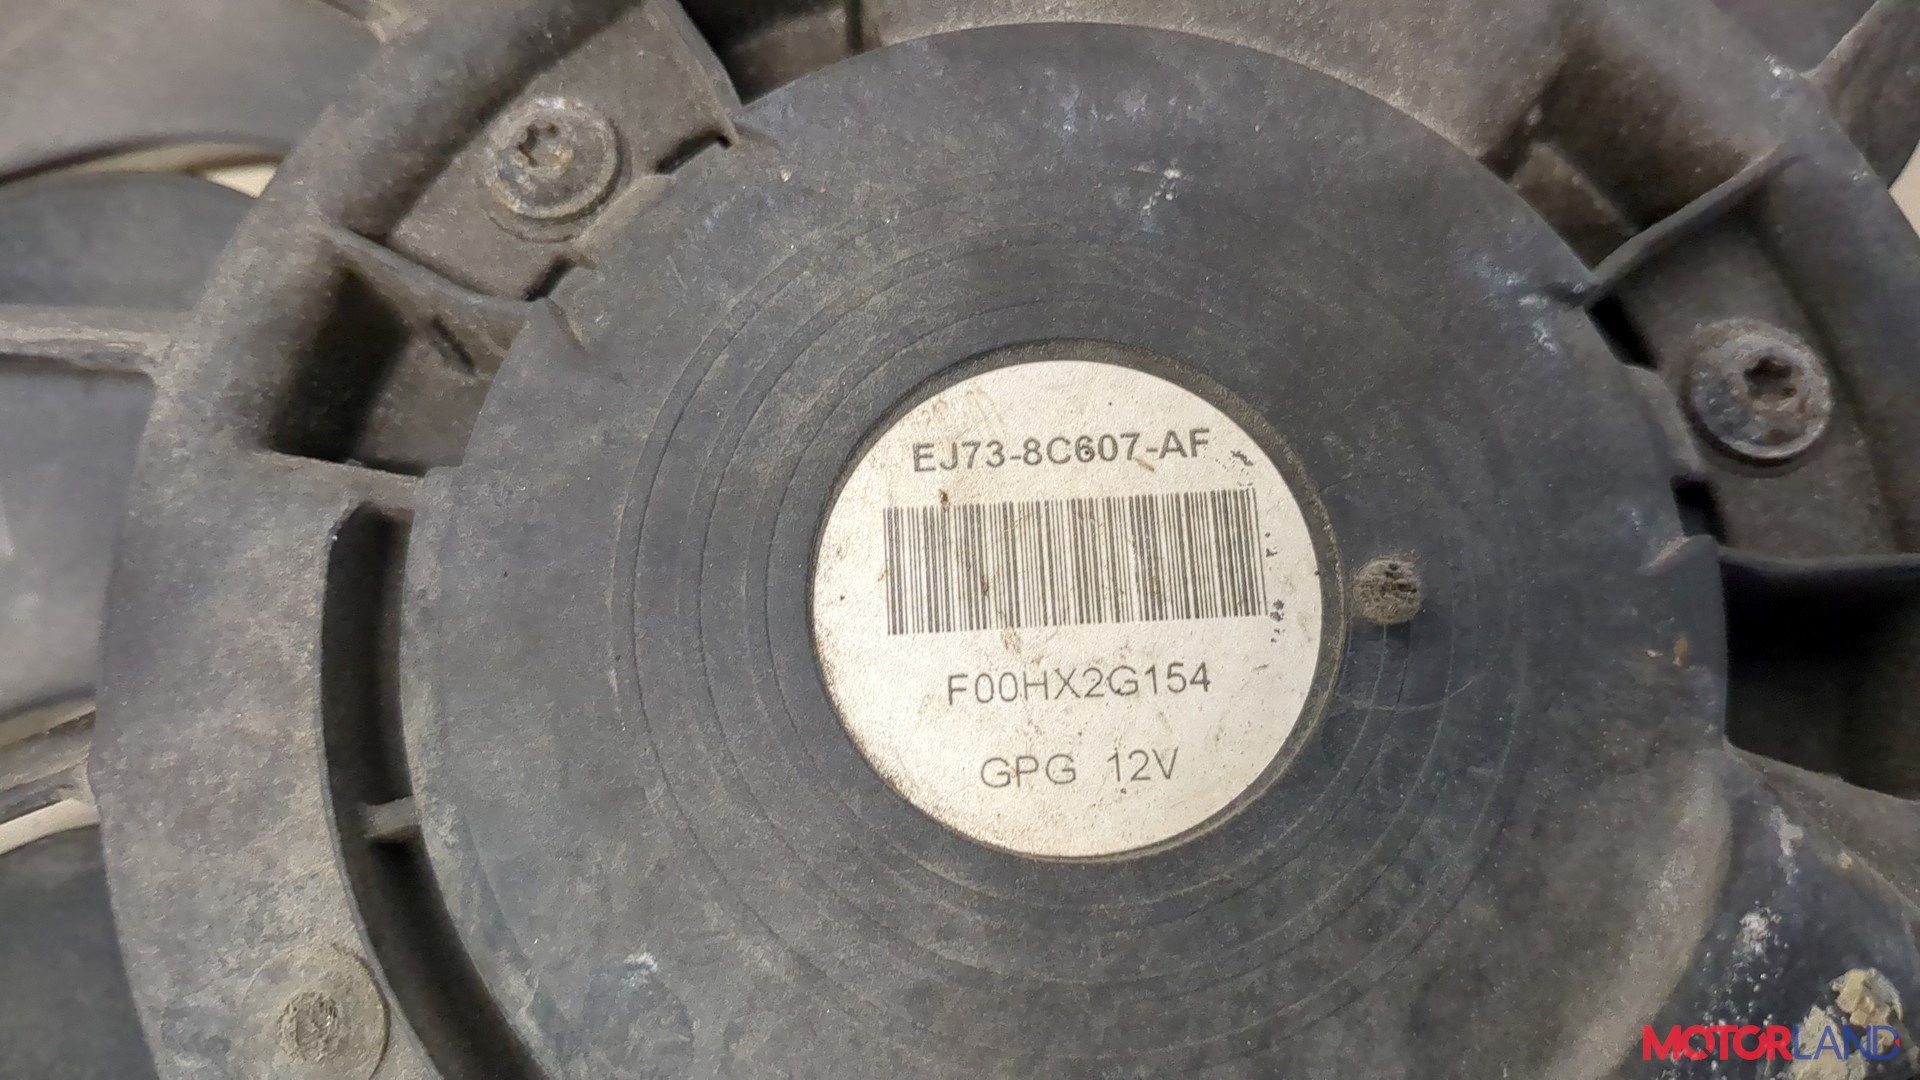 EJ73-8C607-AF
F00HX2G154
GPG 12V
MOTORLAND